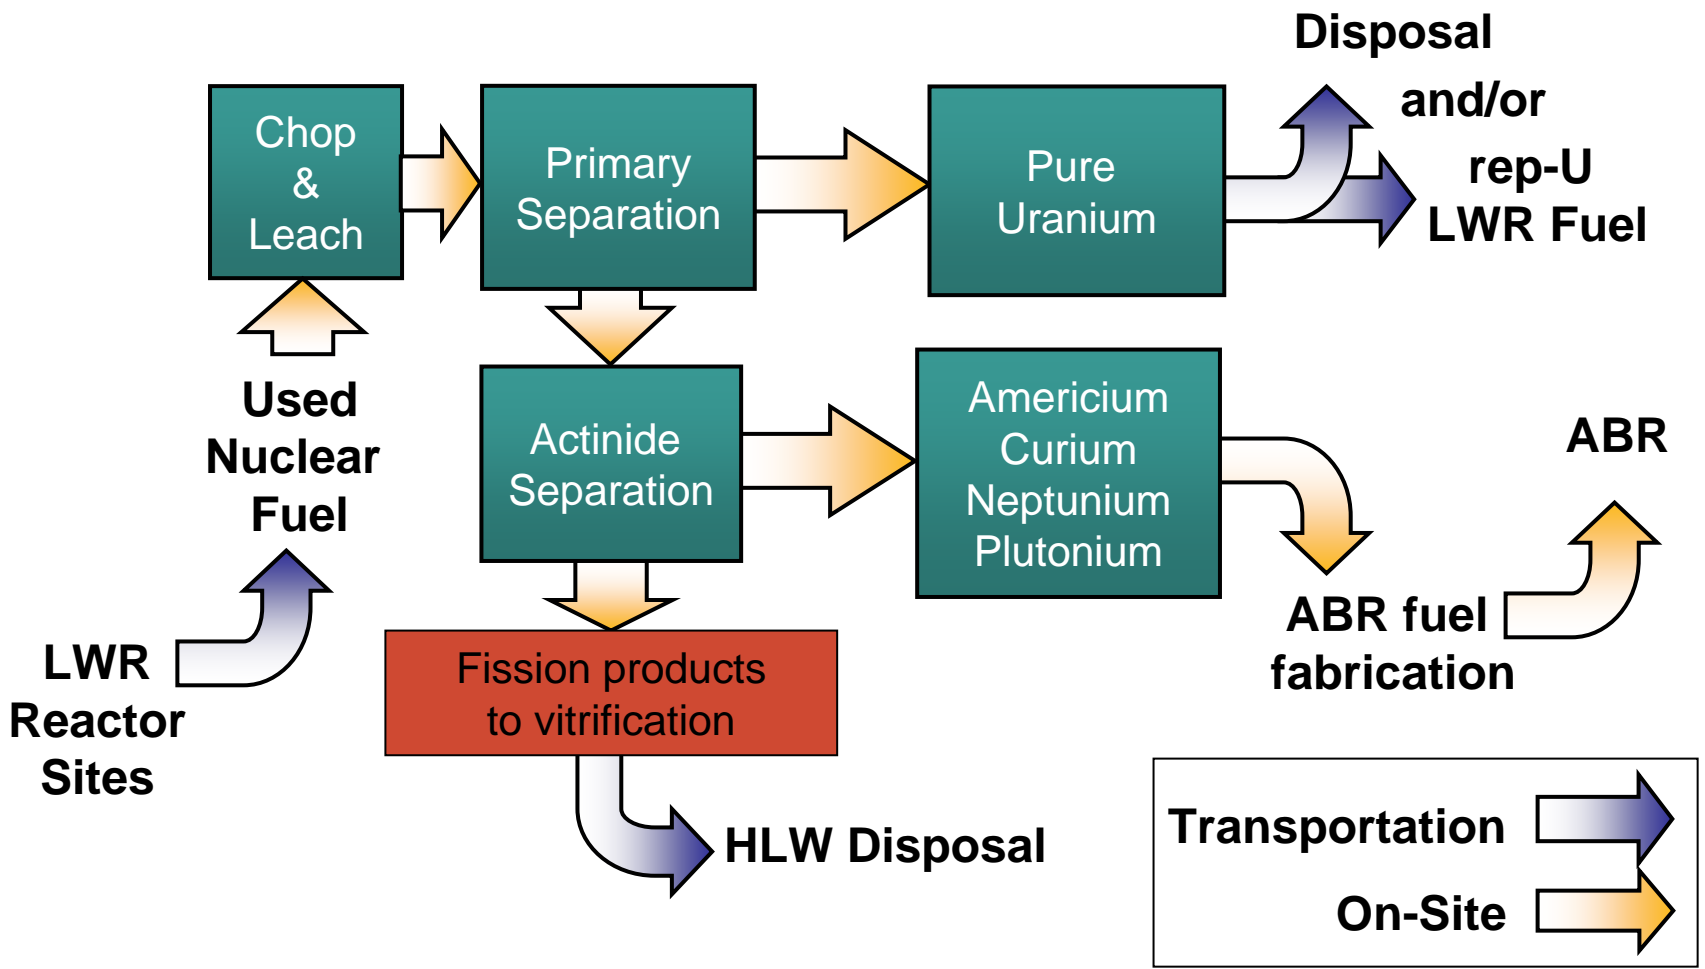 Disposal
and/or
rep-U
LWR Fuel
Chop
&
Leach
Primary
Separation
Pure
Uranium
Used
Nuclear
Fuel
Actinide
Separation
Americium
Curium
Neptunium
Plutonium
ABR
LWR
Reactor
Sites
Fission products
to vitrification
ABR fuel
fabrication
HLW Disposal
Transportation
On-Site